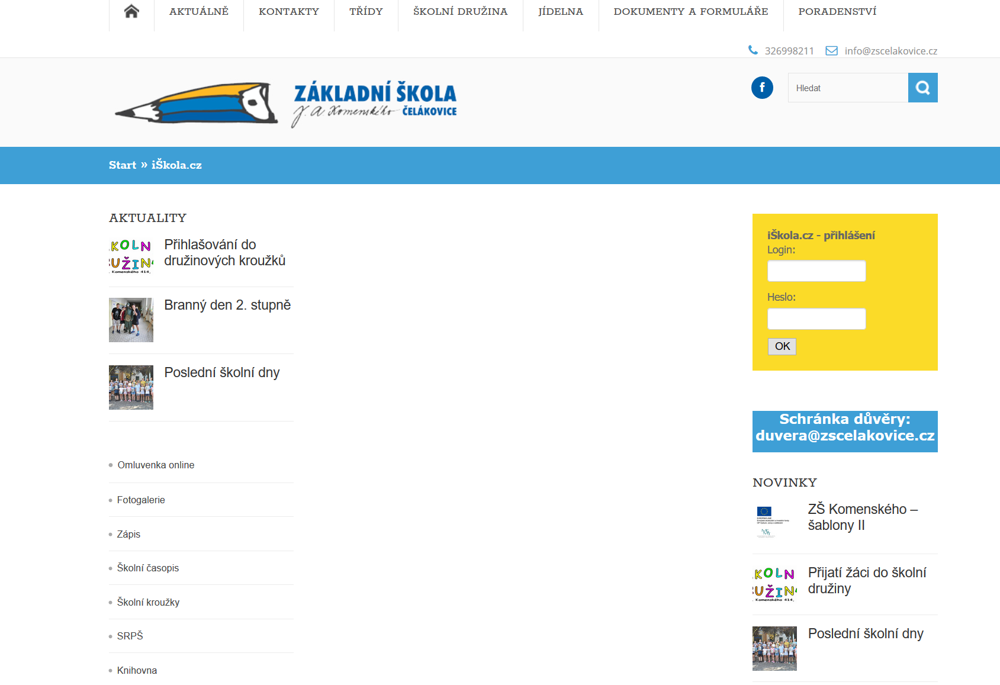 AKTUÁLNĚ
KONTAKTY
TŘÍDY
ŠKOLNÍ DRUŽINA
JÍDELNA
DOKUMENTY A FORMULÁŘE
PORADENSTVÍ
326998211
info@zscelakovice.cz
ZÁKLADNÍ ŠKOLA
J. A. Komenského ČELÁKOVICE
f
Hledat
Start » iŠkola.cz
AKTUALITY
KOLN
UŽIN
Komenského 414,
Přihlašování do
družinových kroužků
Branný den 2. stupně
Poslední školní dny
Omluvenka online
Fotogalerie
Zápis
Školní časopis
Školní kroužky
SRPŠ
Knihovna
iŠkola.cz - přihlášení
Login:
Heslo:
OK
Schránka důvěry:
duvera@zscelakovice.cz
NOVINKY
ZŠ Komenského –
šablony II
KOLN
UŽIN
Komenského 414,
Přijatí žáci do školní
družiny
Poslední školní dny